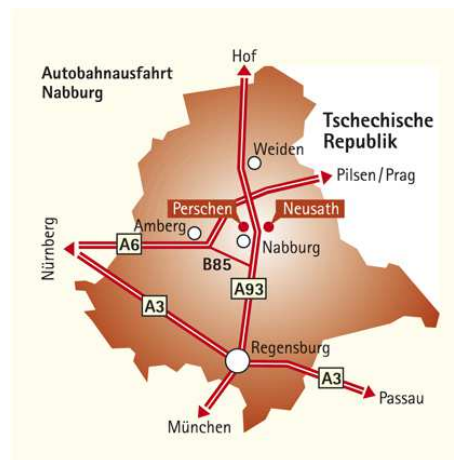 Hof
Autobahnausfahrt
Nabburg
Tschechische
Republik
Weiden
Pilsen/Prag
Perschen
Neusath
Amberg
Nürnberg
A6
Nabburg
B85
A93
A3
Regensburg
A3
Passau
München